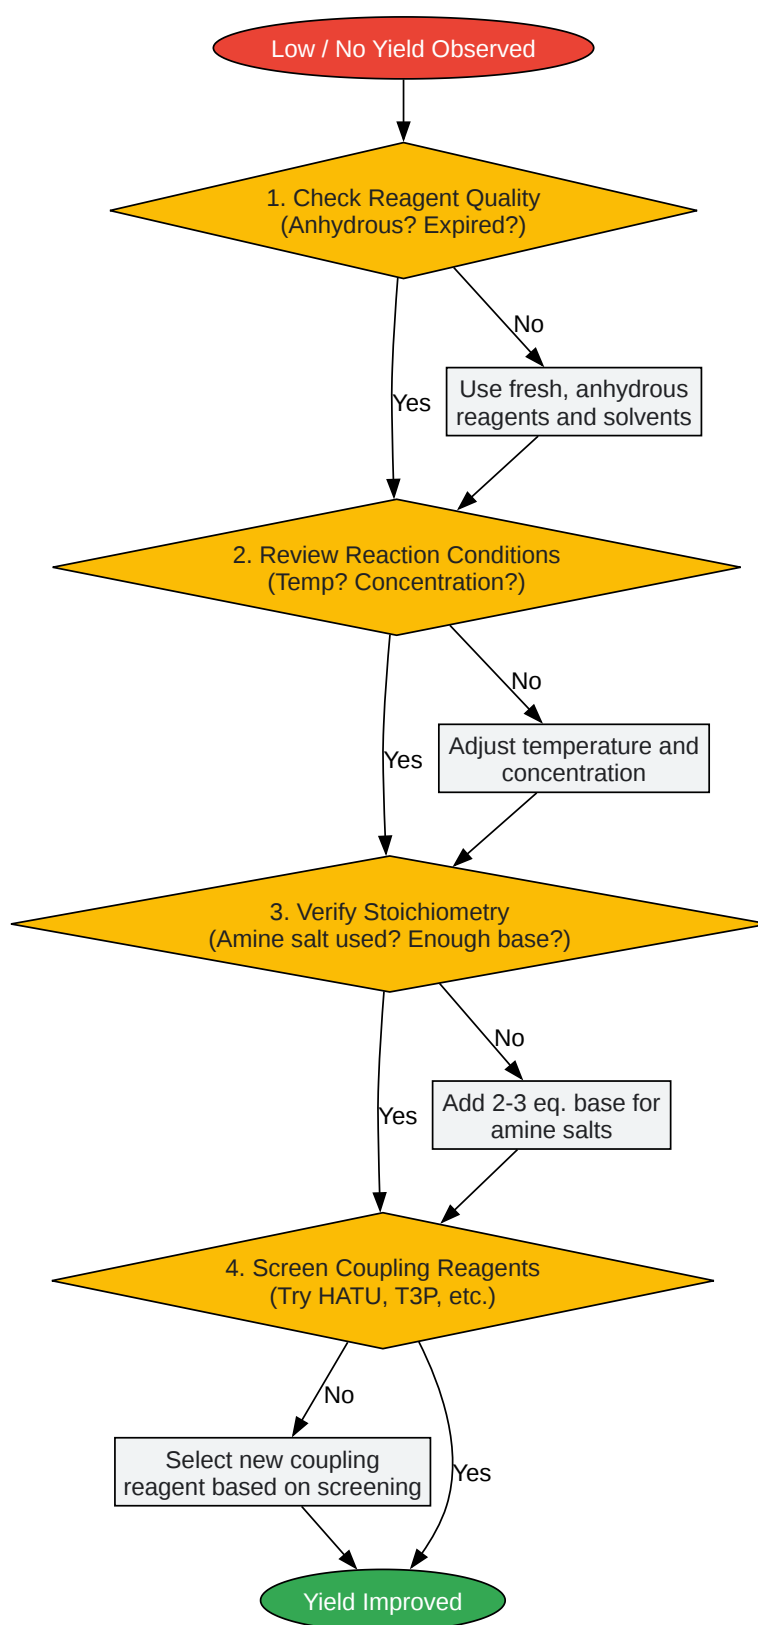 Low / No Yield Observed
1. Check Reagent Quality
(Anhydrous? Expired?)
No
Use fresh, anhydrous
reagents and solvents
Yes
2. Review Reaction Conditions
(Temp? Concentration?)
No
Adjust temperature and
concentration
Yes
3. Verify Stoichiometry
(Amine salt used? Enough base?)
No
Add 2-3 eq. base for
amine salts
Yes
4. Screen Coupling Reagents
(Try HATU, T3P, etc.)
No
Select new coupling
reagent based on screening
Yes
Yield Improved